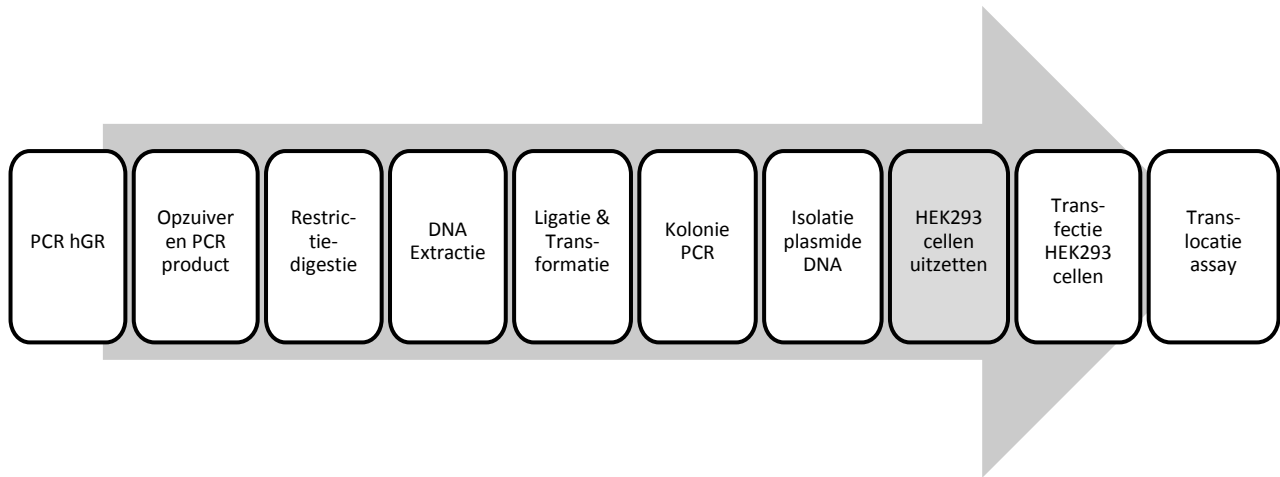 PCR hGR
Opzuiver
en PCR
product
Restric-
tie-
digestie
DNA
Extractie
Ligatie &
Trans-
formatie
Kolonie
PCR
Isolatie
plasmide
DNA
HEK293
cellen
uitzetten
Trans-
fectie
HEK293
cellen
Trans-
locatie
assay